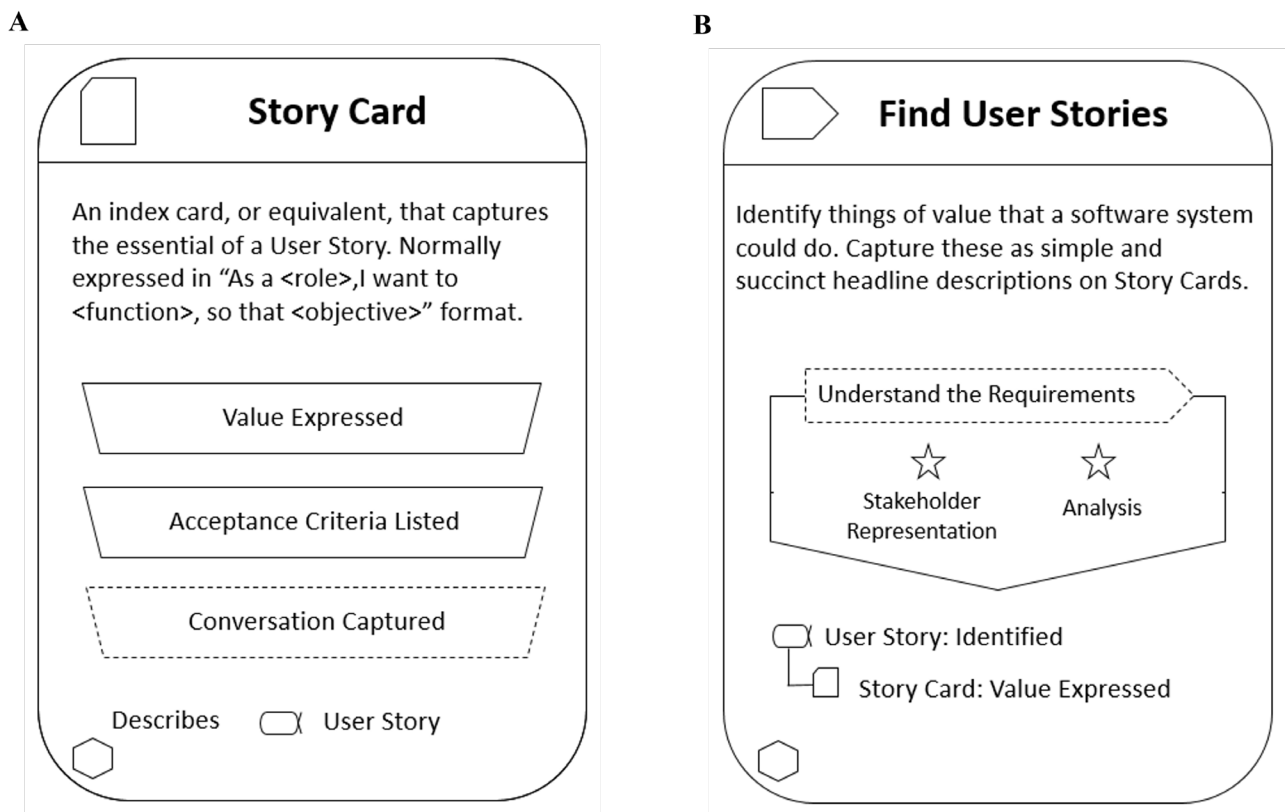 A
Story Card
An index card, or equivalent, that captures
the essential of a User Story. Normally
expressed in “As a <role>,I want to
<function>, so that <objective>” format.
Value Expressed
Acceptance Criteria Listed
Conversation Captured
Describes User Story
B
Find User Stories
Identify things of value that a software system
could do. Capture these as simple and
succinct headline descriptions on Story Cards.
Understand the Requirements
Stakeholder
Representation
Analysis
User Story: Identified
Story Card: Value Expressed